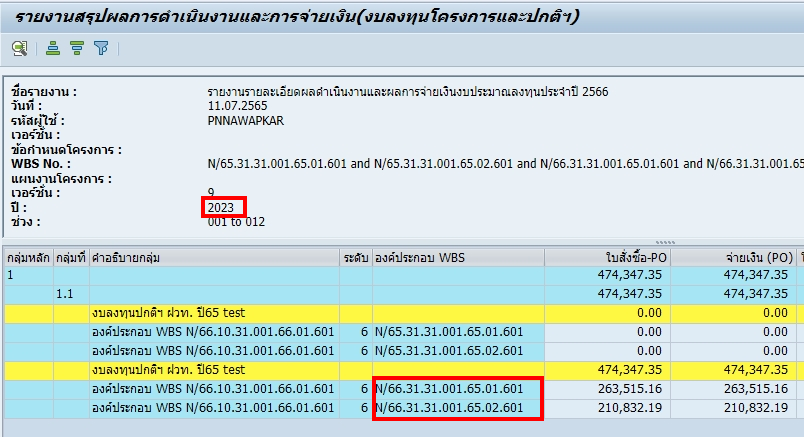 รายงานสรุปผลการดำเนินงานและการจ่ายเงิน(งบลงทุนโครงการและปกติฯ)
ชื่อรายงาน : รายงานรายละเอียดผลดำเนินงานและผลการจ่ายเงินงบประมาณลงทุนประจำปี 2566
วันที่ : 11.07.2565
รหัสผู้ใช้ : PNNAWAPKAR
เวอร์ชั่น :
ข้อกำหนดโครงการ :
WBS No. : N/65.31.31.001.65.01.601 and N/65.31.31.001.65.02.601 and N/66.31.31.001.65.01.601 and N/66.31.31.001.65
แผนงานโครงการ :
เวอร์ชั่น : 9
ปี : 2023
ช่วง : 001 to 012
กลุ่มหลัก กลุ่มที่ คำอธิบายกลุ่ม ระดับ องค์ประกอบ WBS ใบสั่งซื้อ-PO จ่ายเงิน (PO)
1 474,347.35 474,347.35
1.1 474,347.35 474,347.35
งบลงทุนปกติฯ ฝวท. ปี65 test 0.00 0.00
องค์ประกอบ WBS N/66.10.31.001.66.01.601 6 N/65.31.31.001.65.01.601 0.00 0.00
องค์ประกอบ WBS N/66.10.31.001.66.01.601 6 N/65.31.31.001.65.02.601 0.00 0.00
งบลงทุนปกติฯ ฝวท. ปี65 test 474,347.35 474,347.35
องค์ประกอบ WBS N/66.10.31.001.66.01.601 6 N/66.31.31.001.65.01.601 263,515.16 263,515.16
องค์ประกอบ WBS N/66.10.31.001.66.01.601 6 N/66.31.31.001.65.02.601 210,832.19 210,832.19